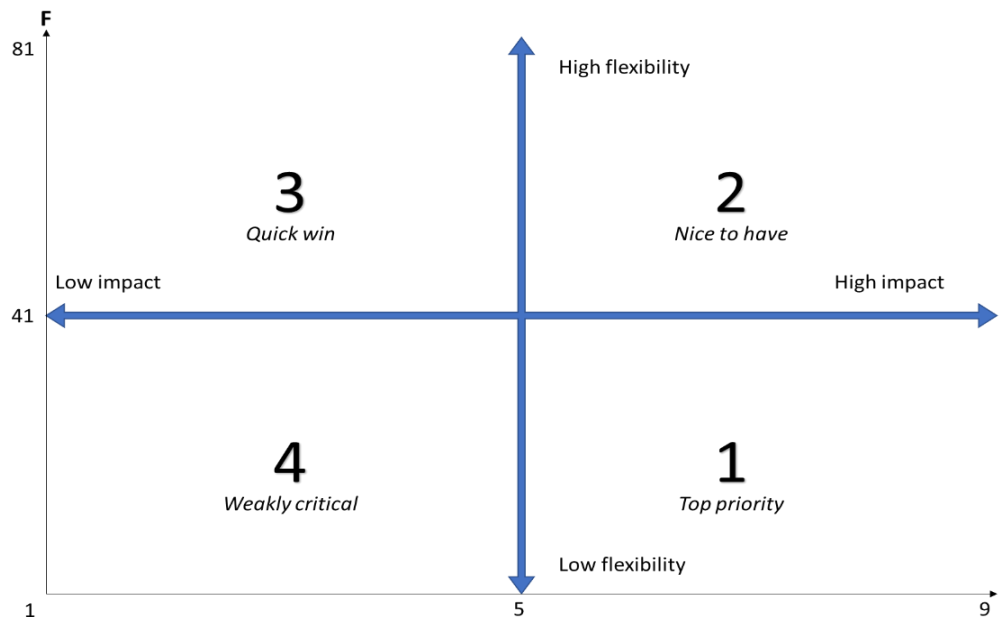 F
81
High flexibility
3
Quick win
2
Nice to have
Low impact
High impact
41
4
Weakly critical
1
Top priority
Low flexibility
1
5
9